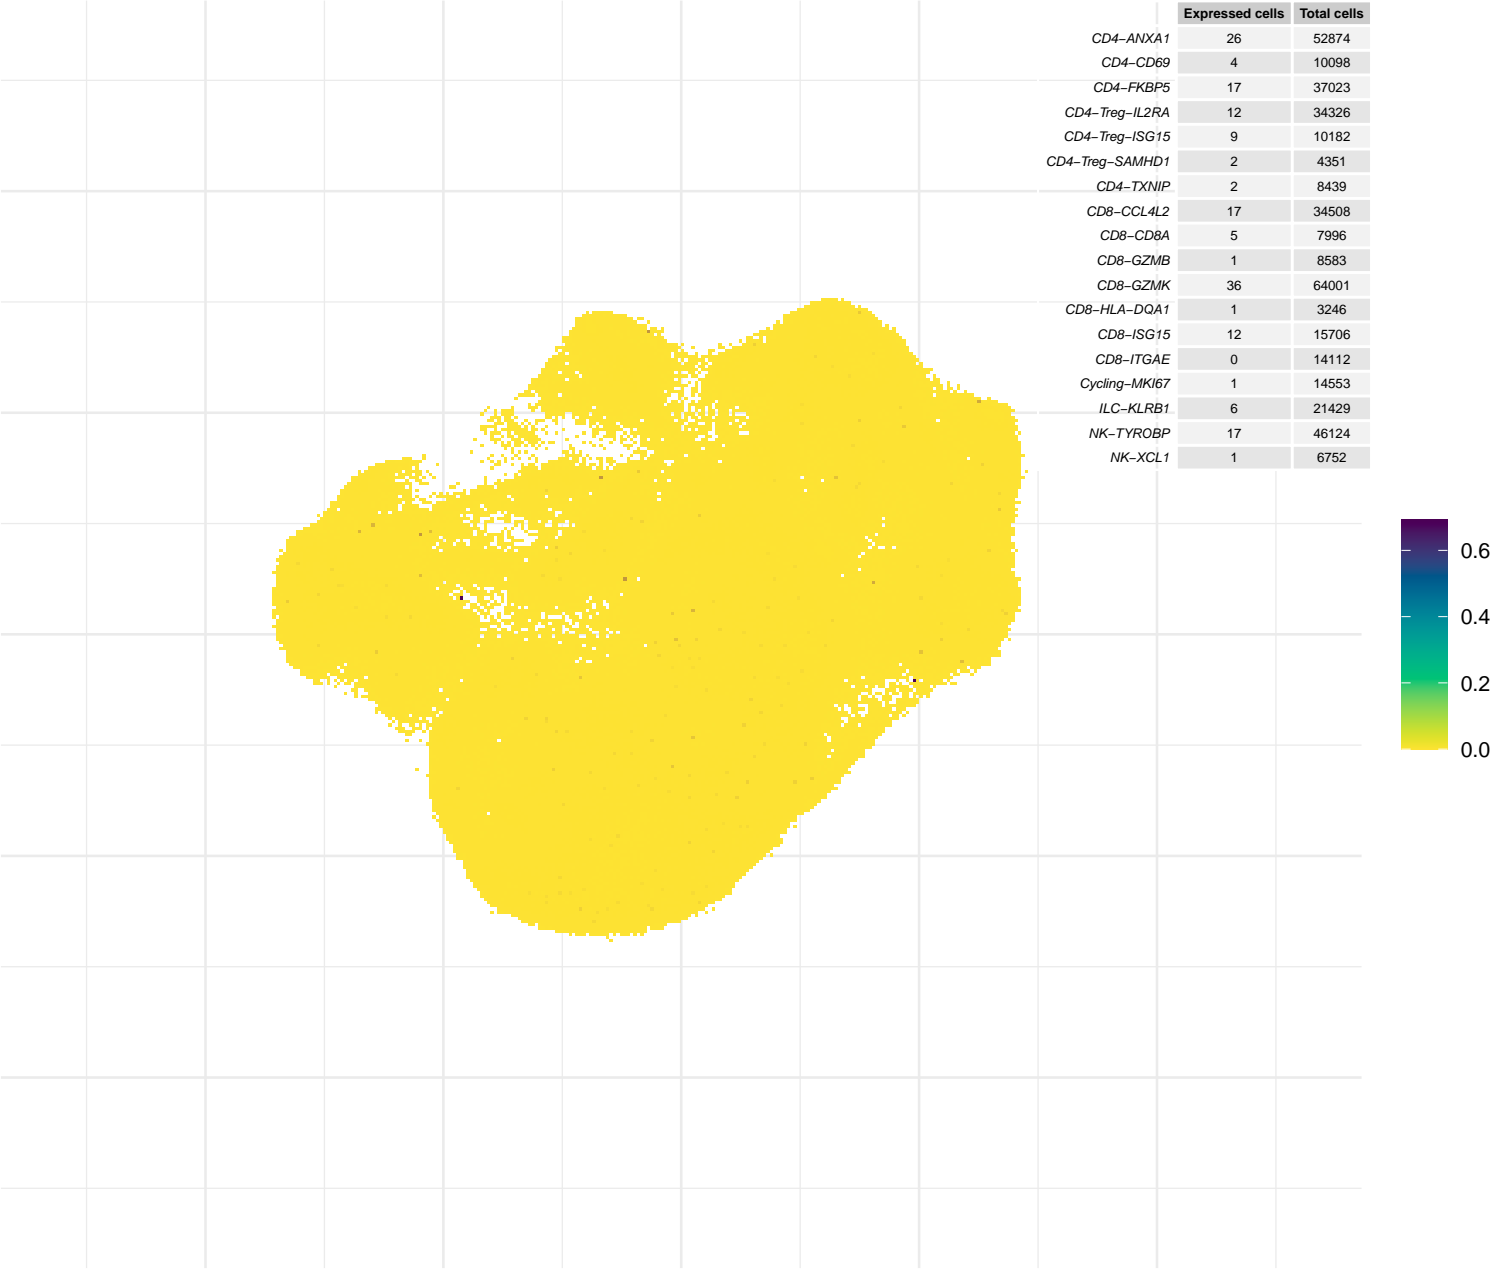 Expressed cells Total cells
CD4−ANXA1 26 52874
CD4−CD69 4 10098
CD4−FKBP5 17 37023
CD4−Treg−IL2RA 12 34326
CD4−Treg−ISG15 9 10182
CD4−Treg−SAMHD1 2 4351
CD4−TXNIP 2 8439
CD8−CCL4L2 17 34508
CD8−CD8A 5 7996
CD8−GZMB 1 8583
CD8−GZMK 36 64001
CD8−HLA−DQA1 1 3246
CD8−ISG15 12 15706
CD8−ITGAE 0 14112
Cycling−MKI67 1 14553
ILC−KLRB1 6 21429
NK−TYROBP 17 46124
NK−XCL1 1 6752
0.6
0.4
0.2
0.0